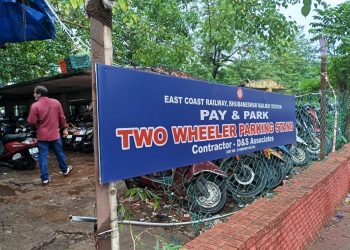 EAST COAST RAILWAY, BHUBANESWAR RAILWAY STATION
PAY & PARK
TWO WHEELER PARKING STAND
Contractor - D&S Associates